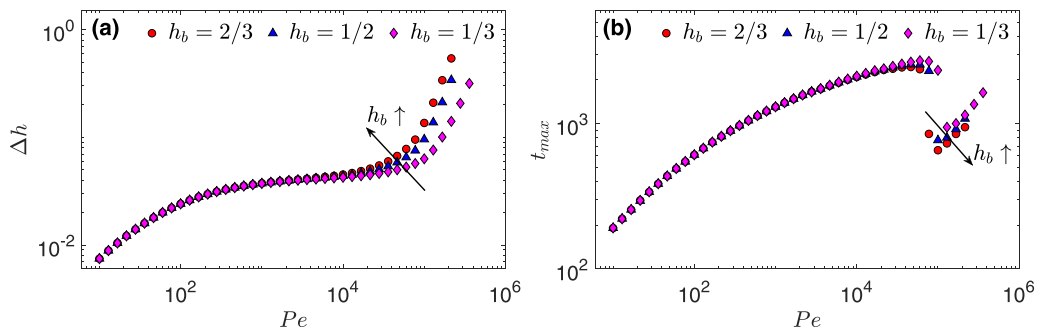 (a) h_b = 2/3 h_b = 1/2 h_b = 1/3
10^0
10^-2
Δh
h_b ↑
10^2 10^4 10^6
Pe
(b) h_b = 2/3 h_b = 1/2 h_b = 1/3
10^3
10^2
t_max
h_b ↑
10^2 10^4 10^6
Pe